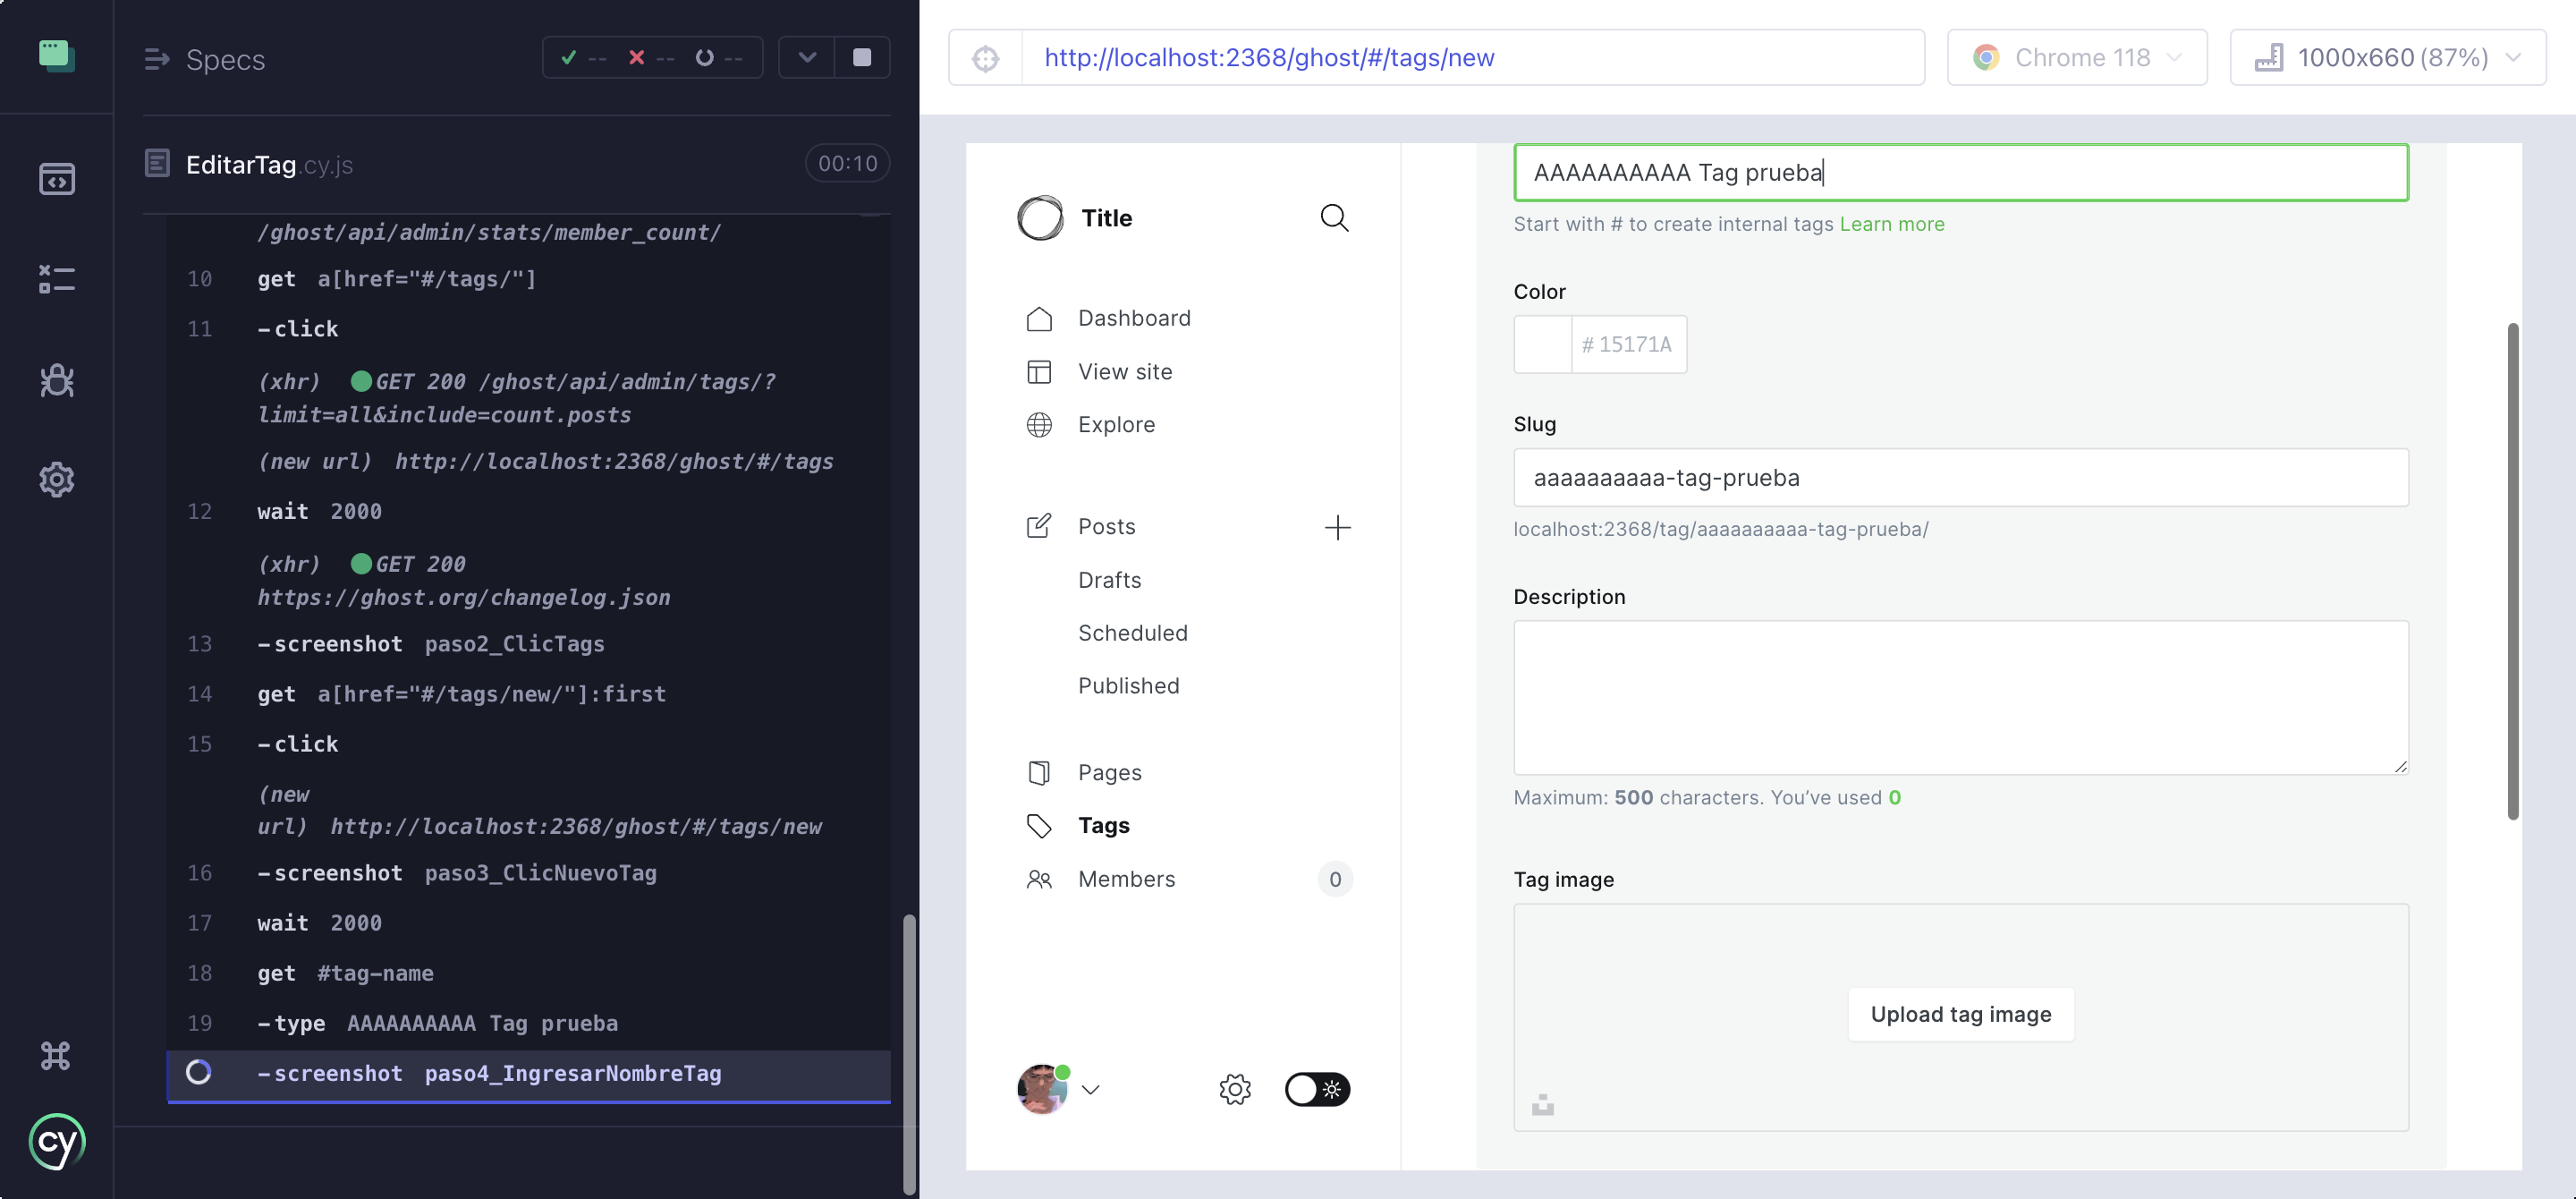 Specs
-- -- --
EditarTag.cy.js
00:10
/ghost/api/admin/stats/member_count/
10 get a[href="#/tags/"]
11 -click
(xhr) GET 200 /ghost/api/admin/tags/?
limit=all&include=count.posts
(new url) http://localhost:2368/ghost/#/tags
12 wait 2000
(xhr) GET 200
https://ghost.org/changelog.json
13 -screenshot paso2_ClicTags
14 get a[href="#/tags/new/"]:first
15 -click
(new
url) http://localhost:2368/ghost/#/tags/new
16 -screenshot paso3_ClicNuevoTag
17 wait 2000
18 get #tag-name
19 -type AAAAAAAAAA Tag prueba
-screenshot paso4_IngresarNombreTag
cy
http://localhost:2368/ghost/#/tags/new
Chrome 118
1000x660 (87%)
Title
Dashboard
View site
Explore
Posts
Drafts
Scheduled
Published
Pages
Tags
Members 0
AAAAAAAAAA Tag prueba
Start with # to create internal tags Learn more
Color
# 15171A
Slug
aaaaaaaaaa-tag-prueba
localhost:2368/tag/aaaaaaaaaa-tag-prueba/
Description
Maximum: 500 characters. You’ve used 0
Tag image
Upload tag image